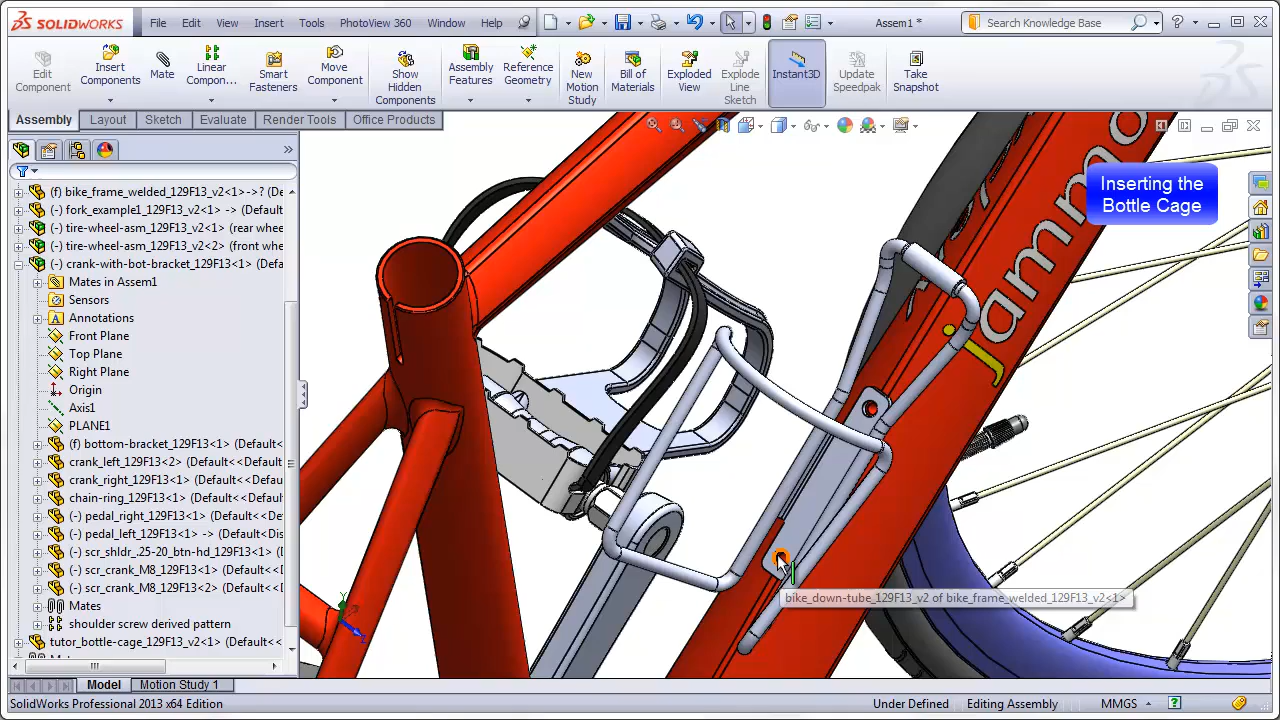 SOLIDWORKS
File Edit View Insert Tools PhotoView 360 Window Help
Assem1 *
Search Knowledge Base
Edit Component
Insert Components
Mate
Linear Compon...
Smart Fasteners
Move Component
Show Hidden Components
Assembly Features
Reference Geometry
New Motion Study
Bill of Materials
Exploded View
Explode Line Sketch
Instant3D
Update Speedpak
Take Snapshot
Assembly Layout Sketch Evaluate Render Tools Office Products
(f) bike_frame_welded_129F13_v2<1> ->? (De
(-) fork_example1_129F13_v2<1> -> (Default
(-) tire-wheel-asm_129F13_v2<1> (rear whee
(-) tire-wheel-asm_129F13_v2<2> (front whe
(-) crank-with-bot-bracket_129F13<1> (Defau
Mates in Assem1
Sensors
Annotations
Front Plane
Top Plane
Right Plane
Origin
Axis1
PLANE1
(f) bottom-bracket_129F13<1> (Default<
crank_left_129F13<2> (Default<<Default
crank_right_129F13<1> (Default<<Defau
chain-ring_129F13<1> (Default<<Defaul
(-) pedal_right_129F13<1> (Default<<D
(-) pedal_left_129F13<1> (Default<<Dis
(-) scr_shldr_.25-20_btn-hd_129F13<1> (D
(-) scr_crank_M8_129F13<1> (Default<<
(-) scr_crank_M8_129F13<2> (Default<<
Mates
shoulder screw derived pattern
tutor_bottle-cage_129F13_v2<1> (Default<
Inserting the
Bottle Cage
jammo
bike_down-tube_129F13_v2 of bike_frame_welded_129F13_v2<1>
Model Motion Study 1
SolidWorks Professional 2013 x64 Edition
Under Defined Editing Assembly MMGS